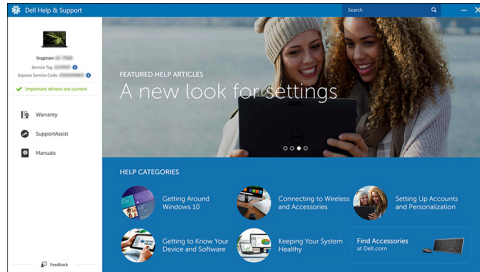 Dell Help & Support
Search
Inspiron
Service Tag
Express Service Code
Important drivers are current
Warranty
SupportAssist
Manuals
Feedback
FEATURED HELP ARTICLES
A new look for settings
HELP CATEGORIES
Getting Around
Windows 10
Connecting to Wireless
and Accessories
Setting Up Accounts
and Personalization
Getting to Know Your
Device and Software
Keeping Your System
Healthy
Find Accessories
at Dell.com